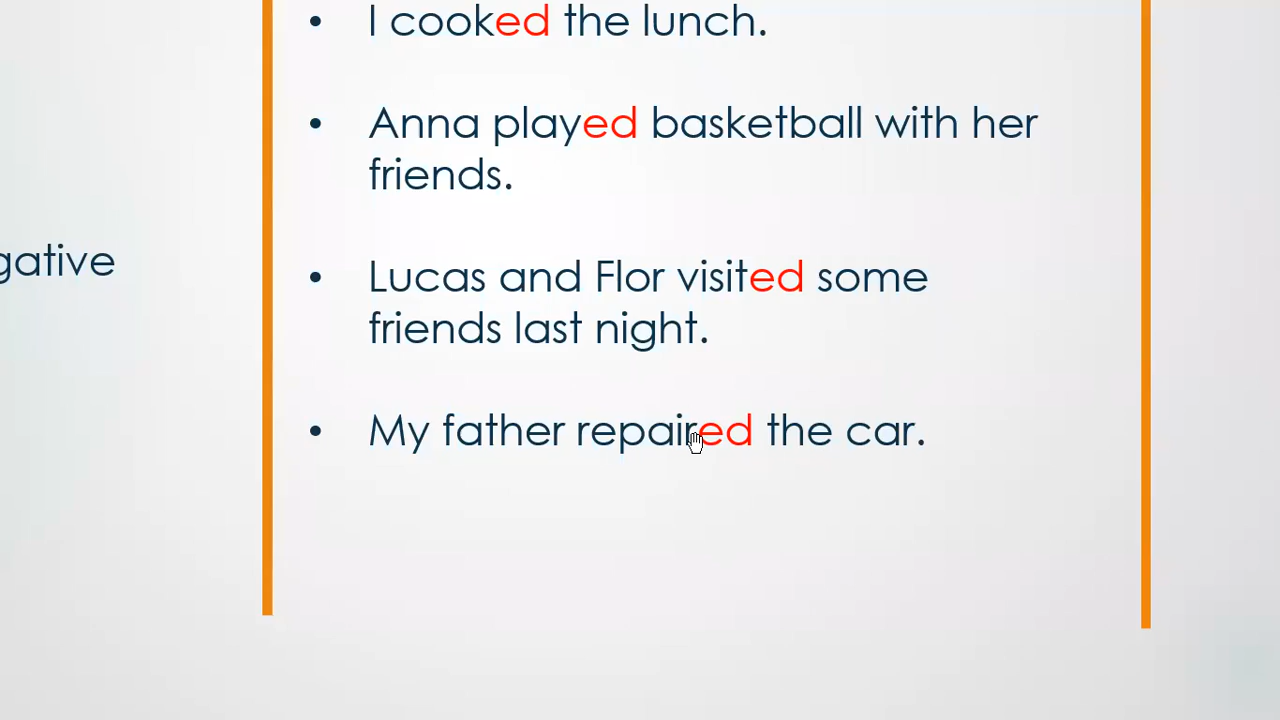 • I cooked the lunch.
• Anna played basketball with her
friends.
gative
• Lucas and Flor visited some
friends last night.
• My father repaired the car.